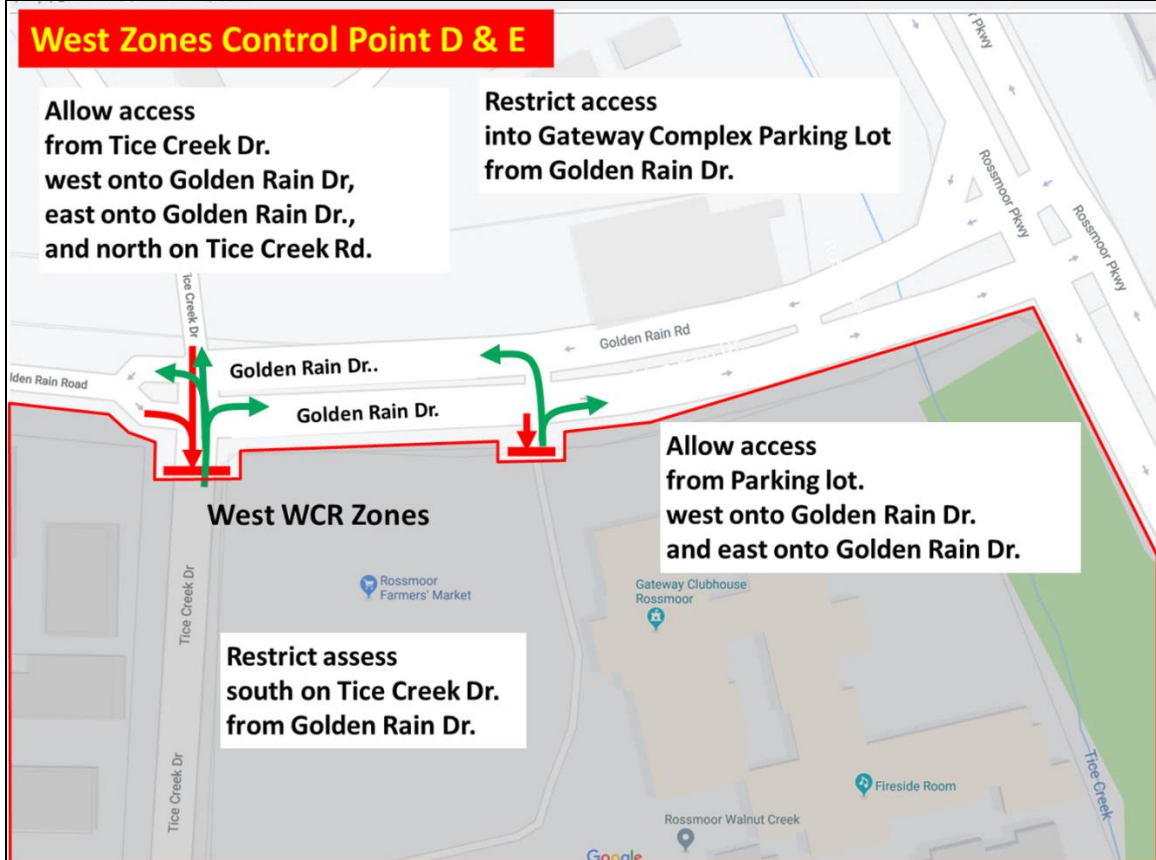 West Zones Control Point D & E
Allow access
from Tice Creek Dr.
west onto Golden Rain Dr,
east onto Golden Rain Dr.,
and north on Tice Creek Rd.
Restrict access
into Gateway Complex Parking Lot
from Golden Rain Dr.
Rossmoor Pkwy
Rossmoor Pkwy
Rossmoor Pkwy
Rossmoor Pkwy
Tice Creek Dr
Golden Rain Rd
lden Rain Road
Golden Rain Dr..
Golden Rain Dr.
Allow access
from Parking lot.
west onto Golden Rain Dr.
and east onto Golden Rain Dr.
West WCR Zones
Rossmoor
Farmers' Market
Gateway Clubhouse
Rossmoor
Tice Creek Dr
Restrict assess
south on Tice Creek Dr.
from Golden Rain Dr.
Tice Creek Dr
Tice Creek
Fireside Room
Rossmoor Walnut Creek
Google